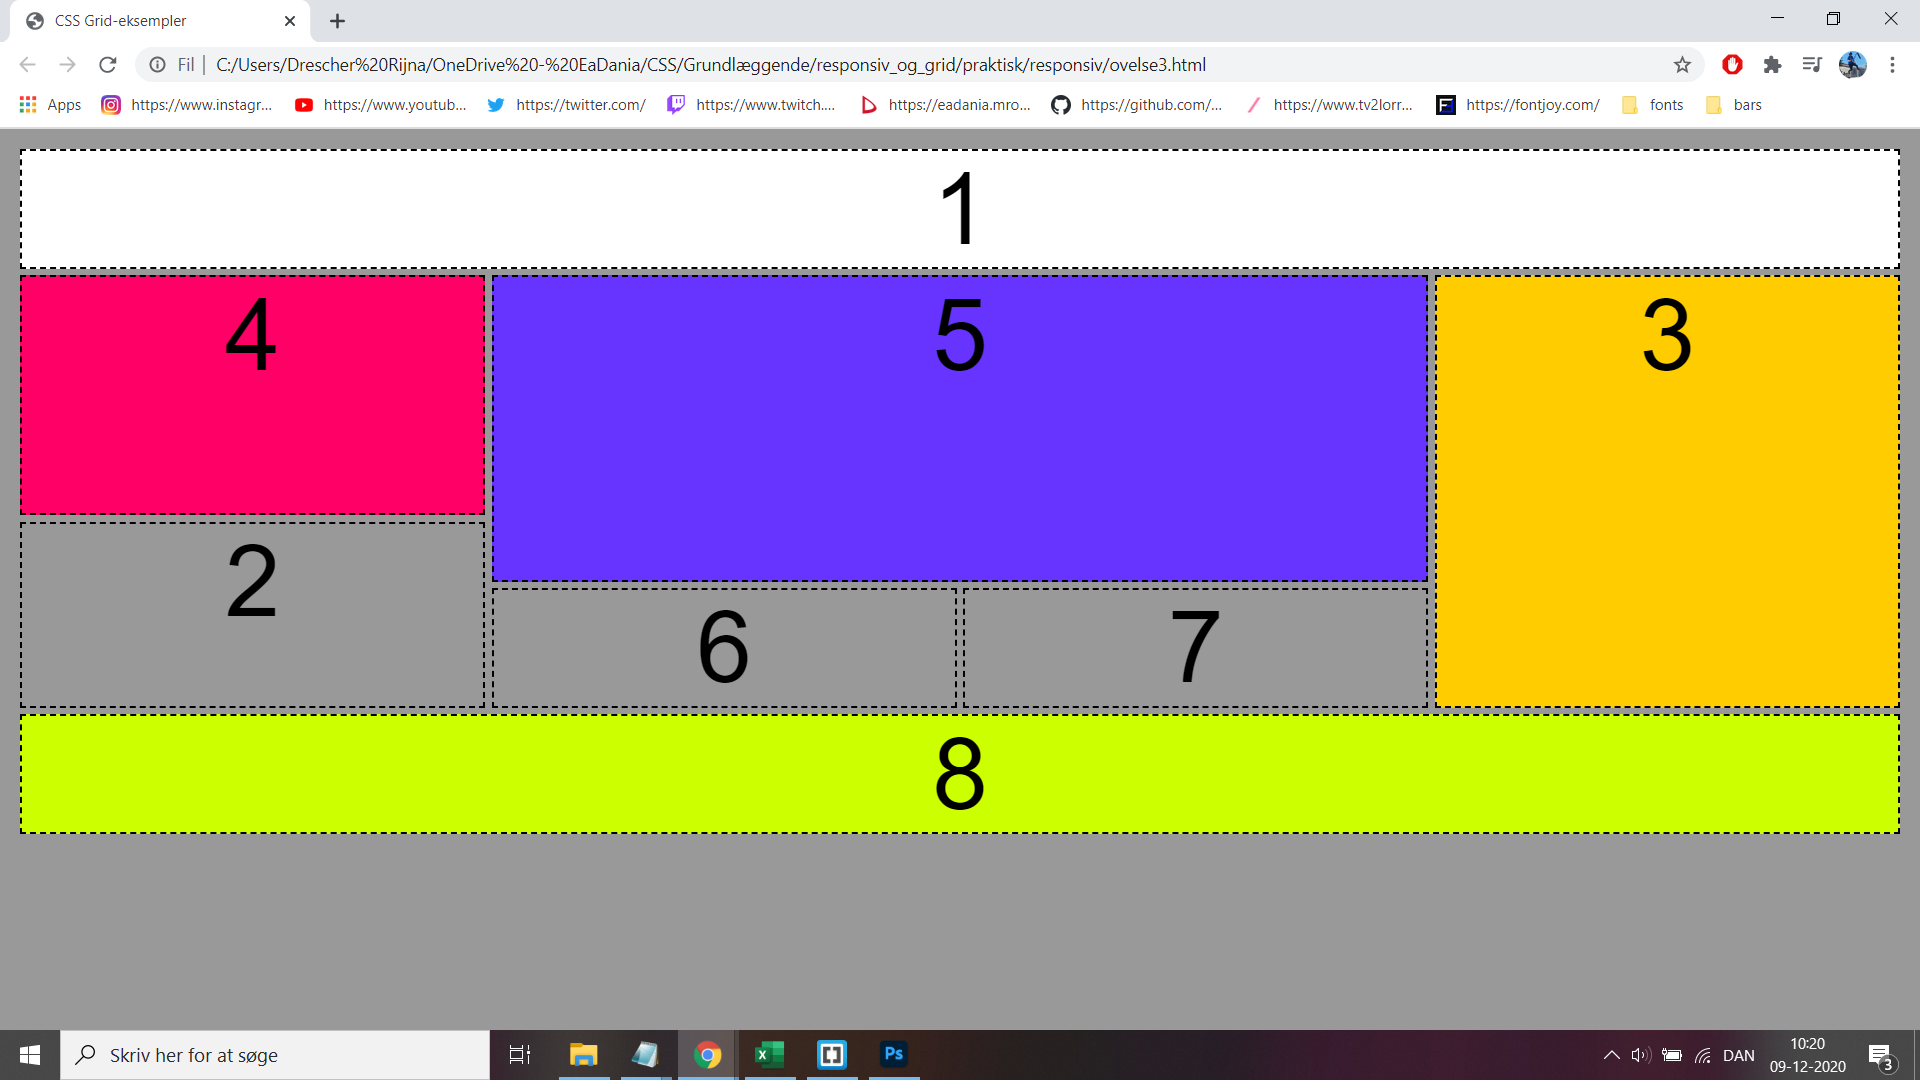 CSS Grid-eksempler
Fil | C:/Users/Drescher%20Rijna/OneDrive%20-%20EaDania/CSS/Grundlæggende/responsiv_og_grid/praktisk/responsiv/ovelse3.html
Apps https://www.instagr... https://www.youtub... https://twitter.com/ https://www.twitch.... https://eadania.mro... https://github.com/... https://www.tv2lorr... https://fontjoy.com/ fonts bars
1
4 5 3
2
6 7
8
Skriv her for at søge
Ps
DAN
10:20
09-12-2020
3